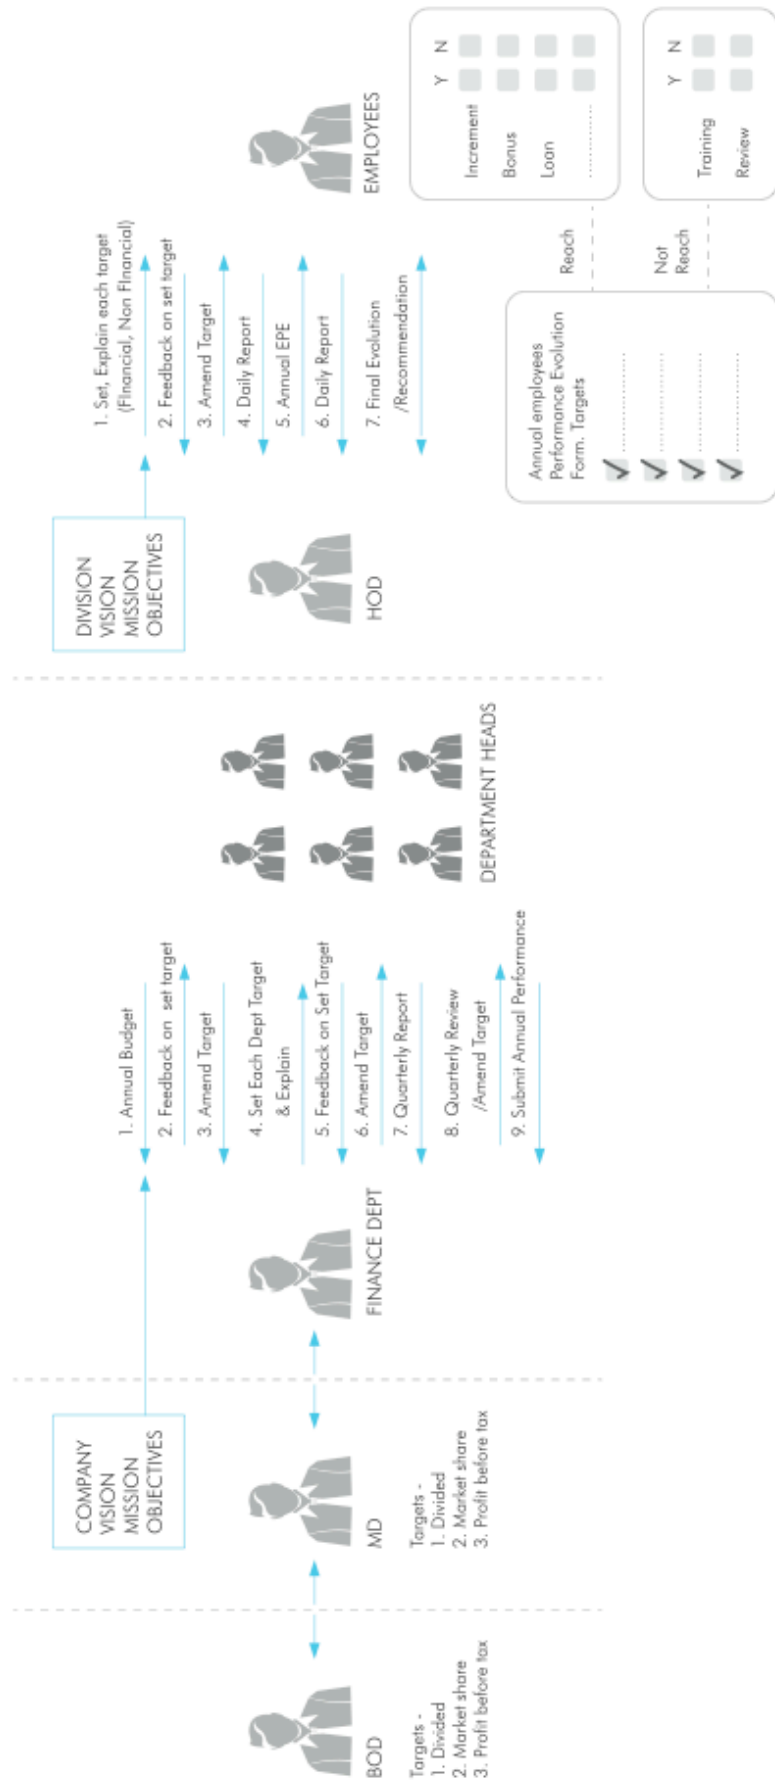 COMPANY
VISION
MISSION
OBJECTIVES
DIVISION
VISION
MISSION
OBJECTIVES
BOD
Targets -
1. Divided
2. Market share
3. Profit before tax
MD
Targets -
1. Divided
2. Market share
3. Profit before tax
FINANCE DEPT
1. Annual Budget
2. Feedback on set target
3. Amend Target
4. Set Each Dept Target
& Explain
5. Feedback on Set Target
6. Amend Target
7. Quarterly Report
8. Quarterly Review
/Amend Target
9. Submit Annual Performance
DEPARTMENT HEADS
HOD
1. Set, Explain each target
(FInancial, Non FInancial)
2. Feedback on set target
3. Amend Target
4. Daily Report
5. Annual EPE
6. Daily Report
7. Final Evolution
/Recommendation
EMPLOYEES
Annual employees
Performance Evolution
Form. Targets
Reach
Not
Reach
Y N
Increment
Bonus
Loan
Y N
Training
Review